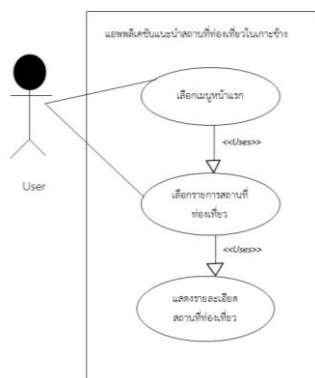 แอพพลิเคชันแนะนำสถานที่ท่องเที่ยวในเกาะช้าง
เลือกเมนูหน้าแรก
<<Uses>>
User
เลือกรายการสถานที่
ท่องเที่ยว
<<Uses>>
แสดงรายละเอียด
สถานที่ท่องเที่ยว